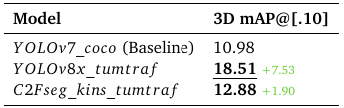 Model 3D mAP@[.10]
YOLOv7_coco (Baseline) 10.98
YOLOv8x_tumtraf 18.51 +7.53
C2Fseg_kins_tumtraf 12.88 +1.90